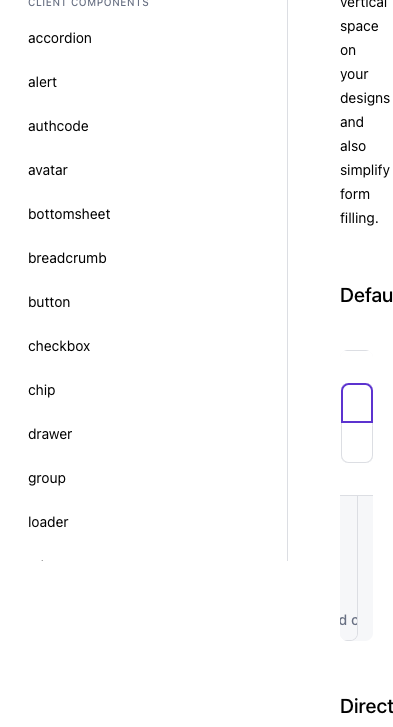 CLIENT COMPONENTS
accordion
alert
authcode
avatar
bottomsheet
breadcrumb
button
checkbox
chip
drawer
group
loader
vertical
space
on
your
designs
and
also
simplify
form
filling.
Defau
d c
Direct